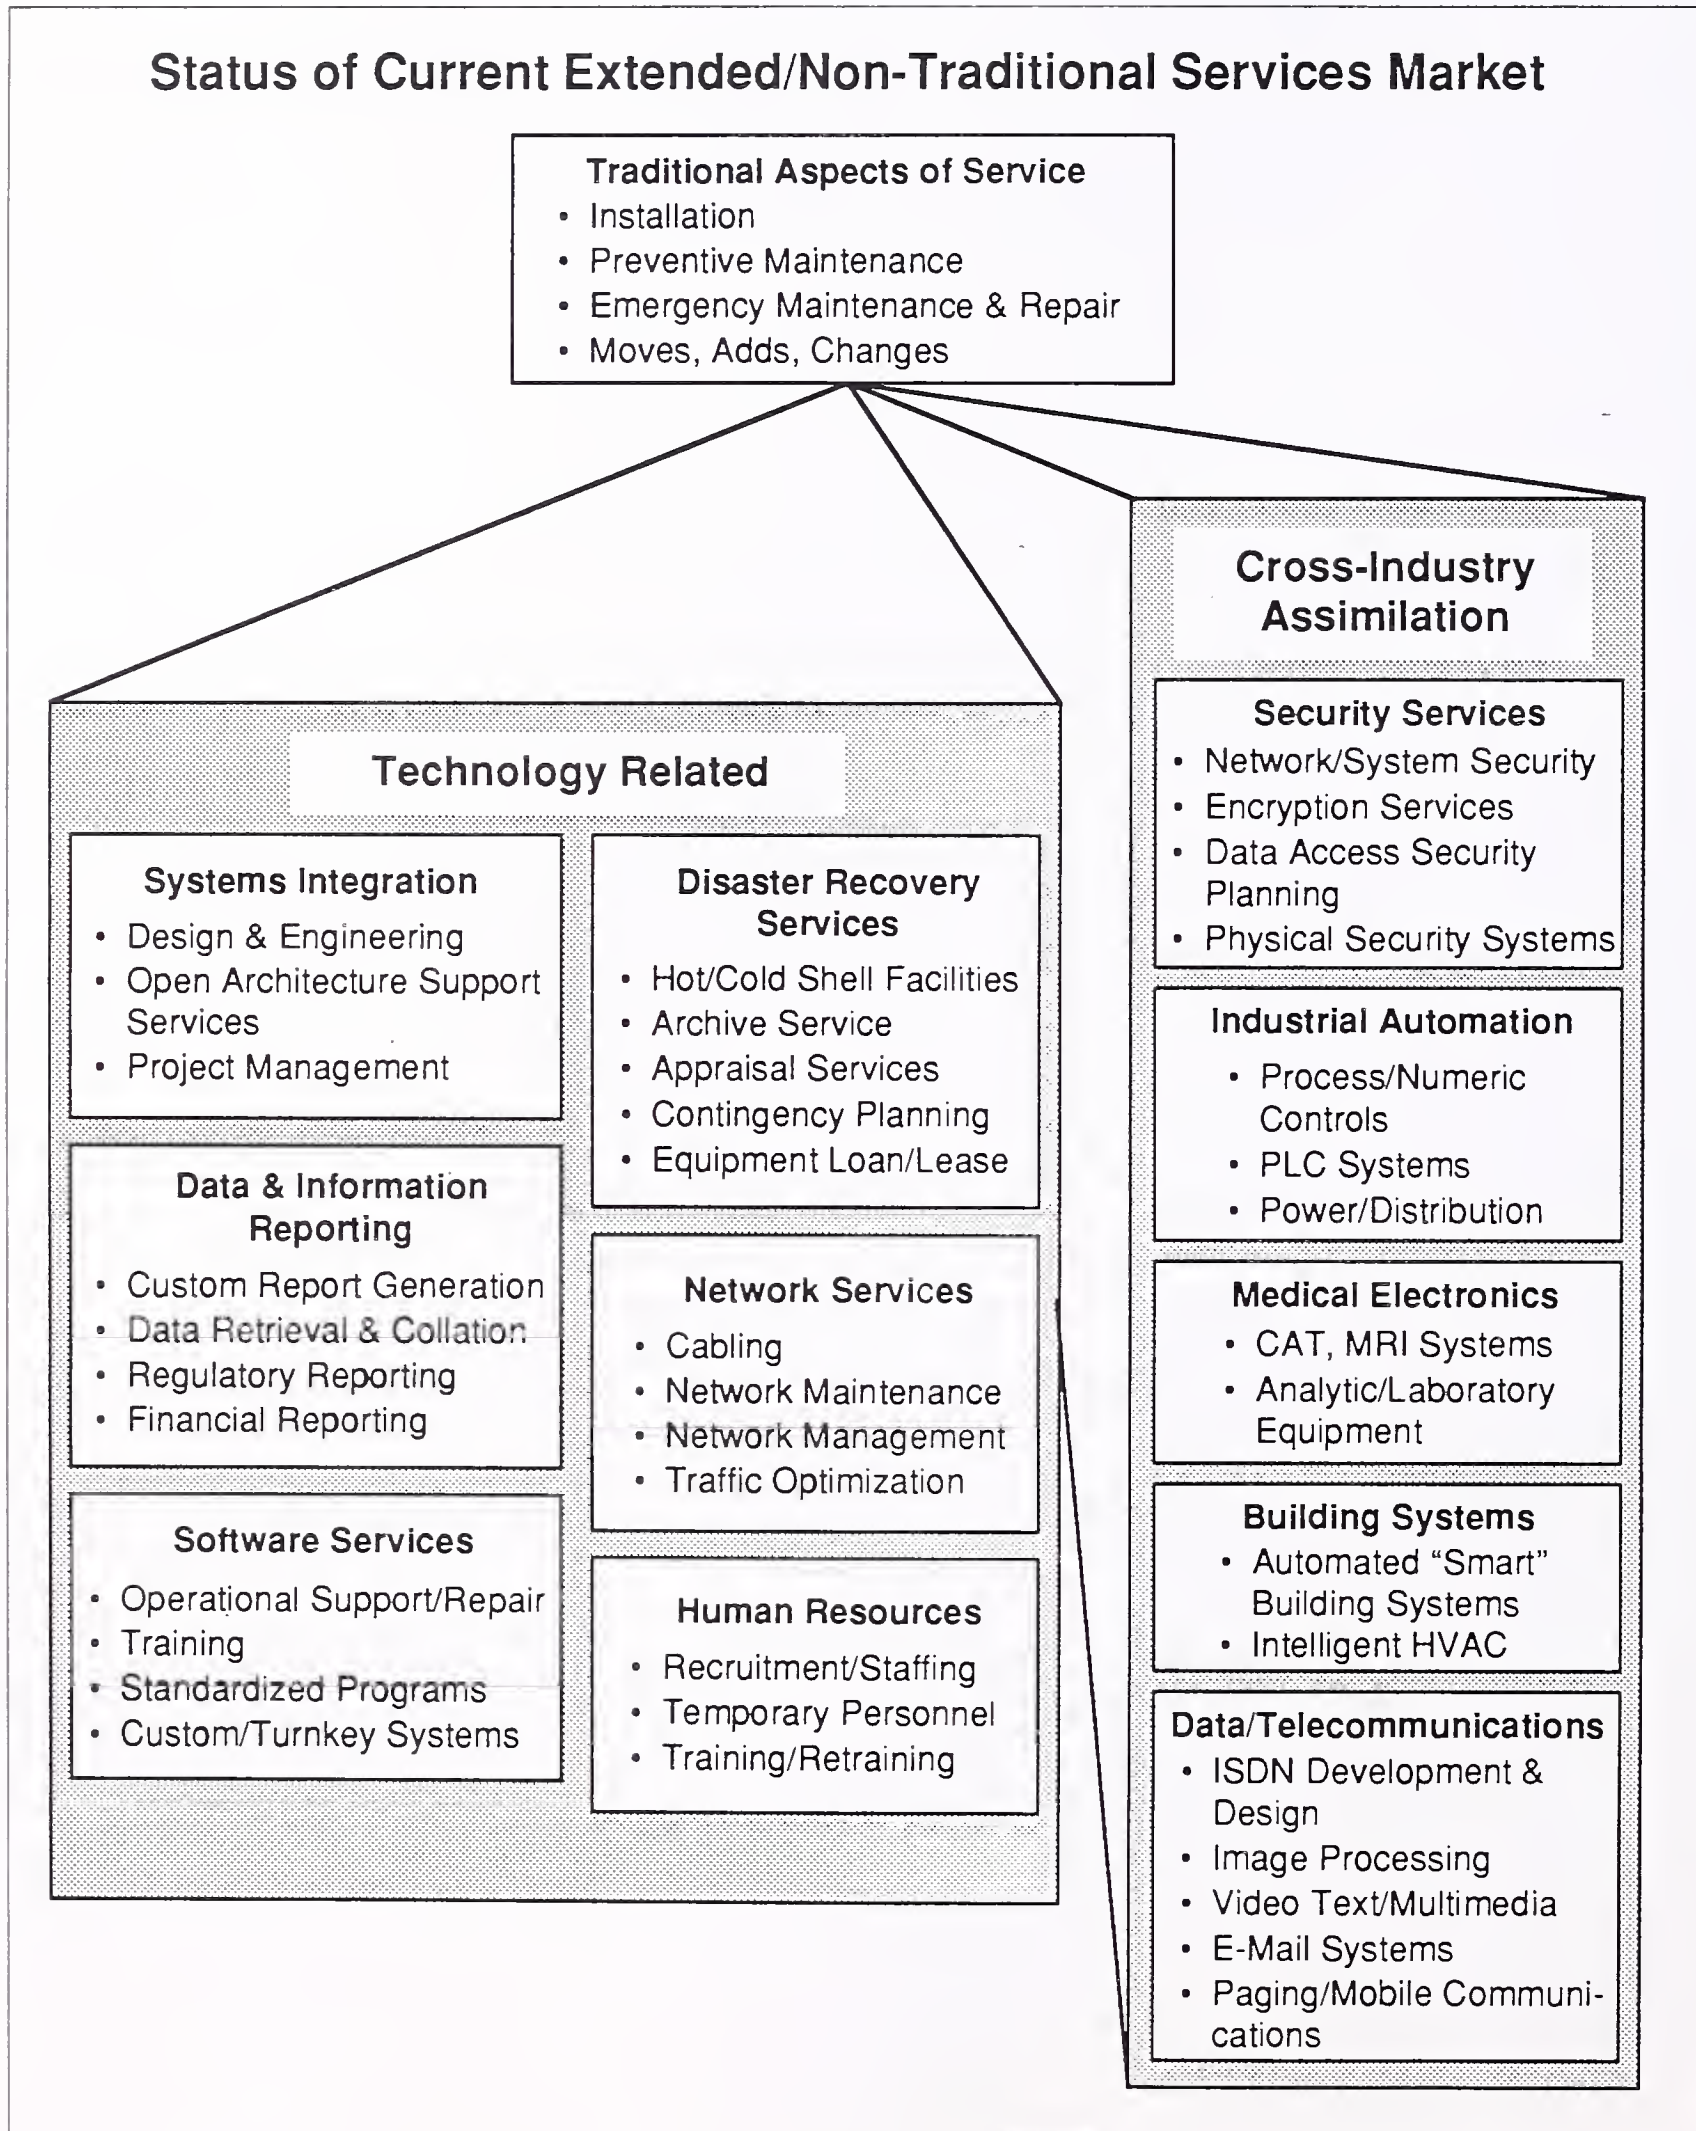 Status of Current Extended/Non-Traditional Services Market
Traditional Aspects of Service
• Installation
• Preventive Maintenance
• Emergency Maintenance & Repair
• Moves, Adds, Changes
Technology Related
Systems Integration
• Design & Engineering
• Open Architecture Support
Services
• Project Management
Data & Information
Reporting
• Custom Report Generation
• Data Retrieval & Collation
• Regulatory Reporting
• Financial Reporting
Software Services
• Operational Support/Repair
• Training
• Standardized Programs
• Custom/Turnkey Systems
Disaster Recovery
Services
• Hot/Cold Shell Facilities
• Archive Service
• Appraisal Services
• Contingency Planning
• Equipment Loan/Lease
Network Services
• Cabling
• Network Maintenance
• Network Management
• Traffic Optimization
Human Resources
• Recruitment/Staffing
• Temporary Personnel
• Training/Retraining
Cross-Industry
Assimilation
Security Services
• Network/System Security
• Encryption Services
• Data Access Security
Planning
• Physical Security Systems
Industrial Automation
• Process/Numeric
Controls
• PLC Systems
• Power/Distribution
Medical Electronics
• CAT, MRI Systems
• Analytic/Laboratory
Equipment
Building Systems
• Automated “Smart”
Building Systems
• Intelligent HVAC
Data/Telecommunications
• ISDN Development &
Design
• Image Processing
• Video Text/Multimedia
• E-Mail Systems
• Paging/Mobile Communi-
cations